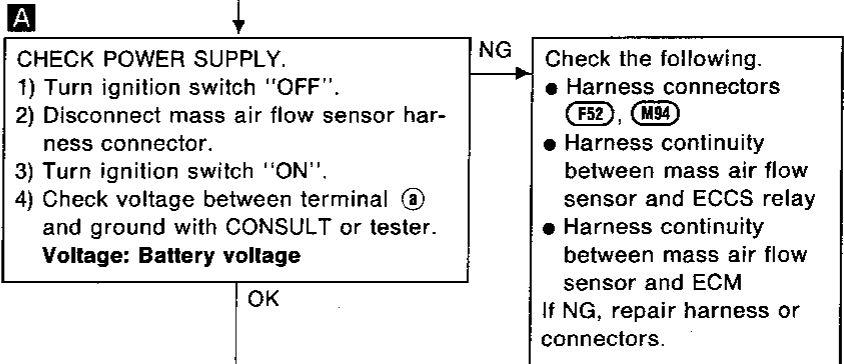 A
CHECK POWER SUPPLY.
1) Turn ignition switch "OFF".
2) Disconnect mass air flow sensor har-
ness connector.
3) Turn ignition switch "ON".
4) Check voltage between terminal ⓐ
and ground with CONSULT or tester.
Voltage: Battery voltage
OK
NG
Check the following.
● Harness connectors
F52, M94
● Harness continuity
between mass air flow
sensor and ECCS relay
● Harness continuity
between mass air flow
sensor and ECM
If NG, repair harness or
connectors.